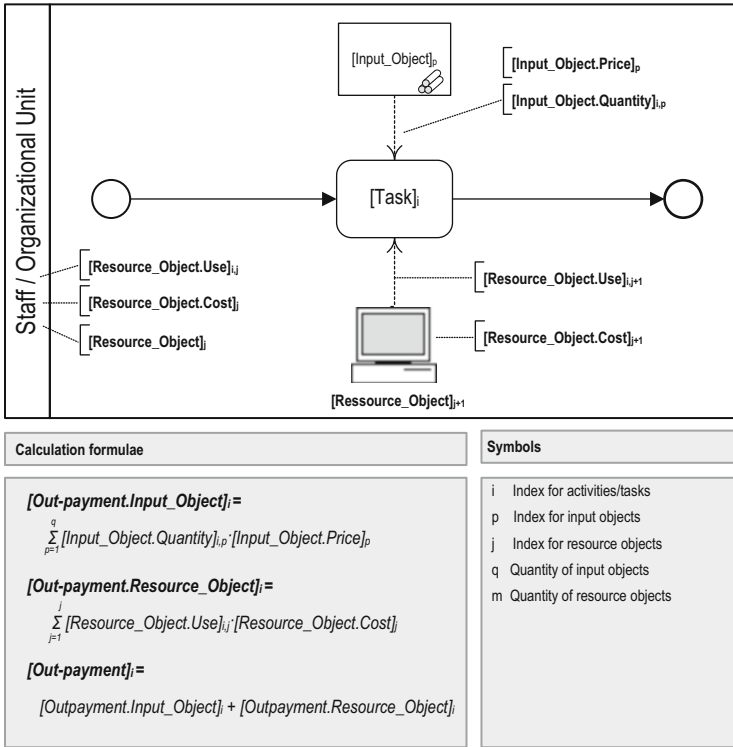 Staff / Organizational Unit
[Input_Object]p
[Input_Object.Price]p
[Input_Object.Quantity]i,p
[Task]i
[Resource_Object.Use]i,j
[Resource_Object.Cost]j
[Resource_Object]j
[Resource_Object.Use]i,j+1
[Resource_Object.Cost]j+1
[Ressource_Object]j+1
Calculation formulae
[Out-payment.Input_Object]i =
q
Σ [Input_Object.Quantity]i,p·[Input_Object.Price]p
p=1
[Out-payment.Resource_Object]i =
j
Σ [Resource_Object.Use]i,j·[Resource_Object.Cost]j
j=1
[Out-payment]i =
[Outpayment.Input_Object]i + [Outpayment.Resource_Object]i
Symbols
i Index for activities/tasks
p Index for input objects
j Index for resource objects
q Quantity of input objects
m Quantity of resource objects